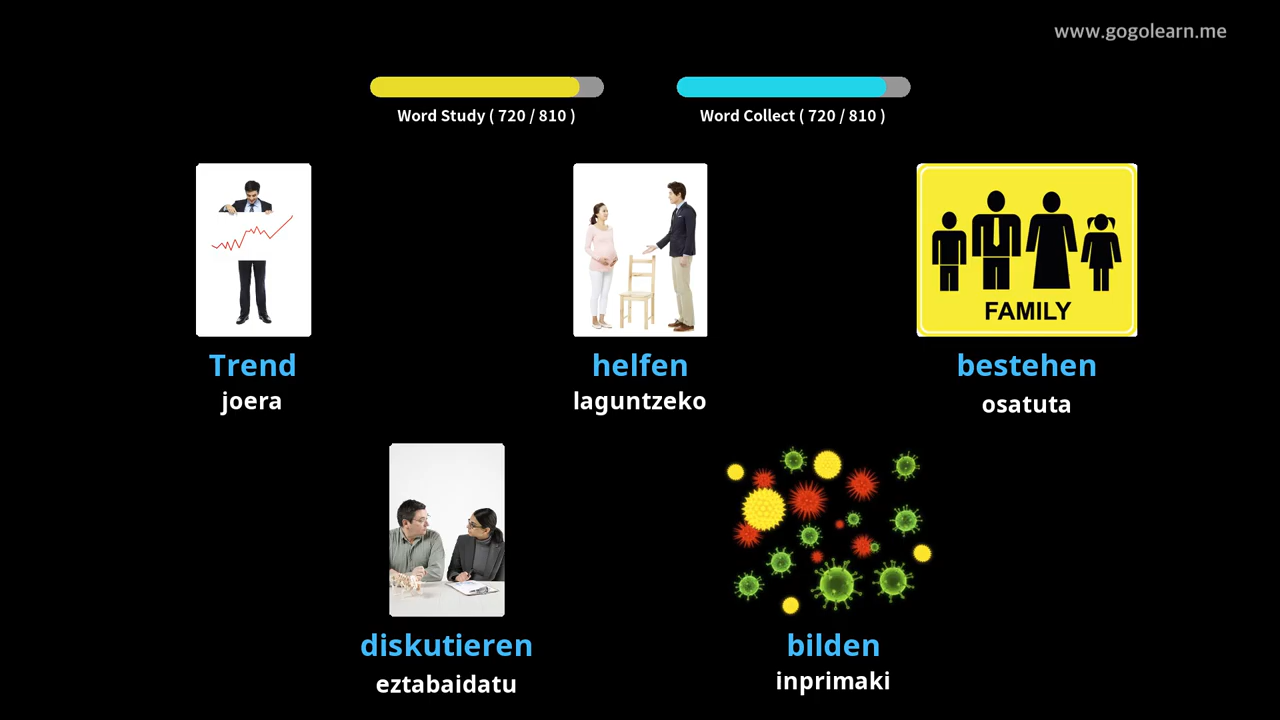 www.gogolearn.me
Word Study ( 720 / 810 )
Word Collect ( 720 / 810 )
FAMILY
Trend
joera
helfen
laguntzeko
bestehen
osatuta
diskutieren
eztabaidatu
bilden
inprimaki